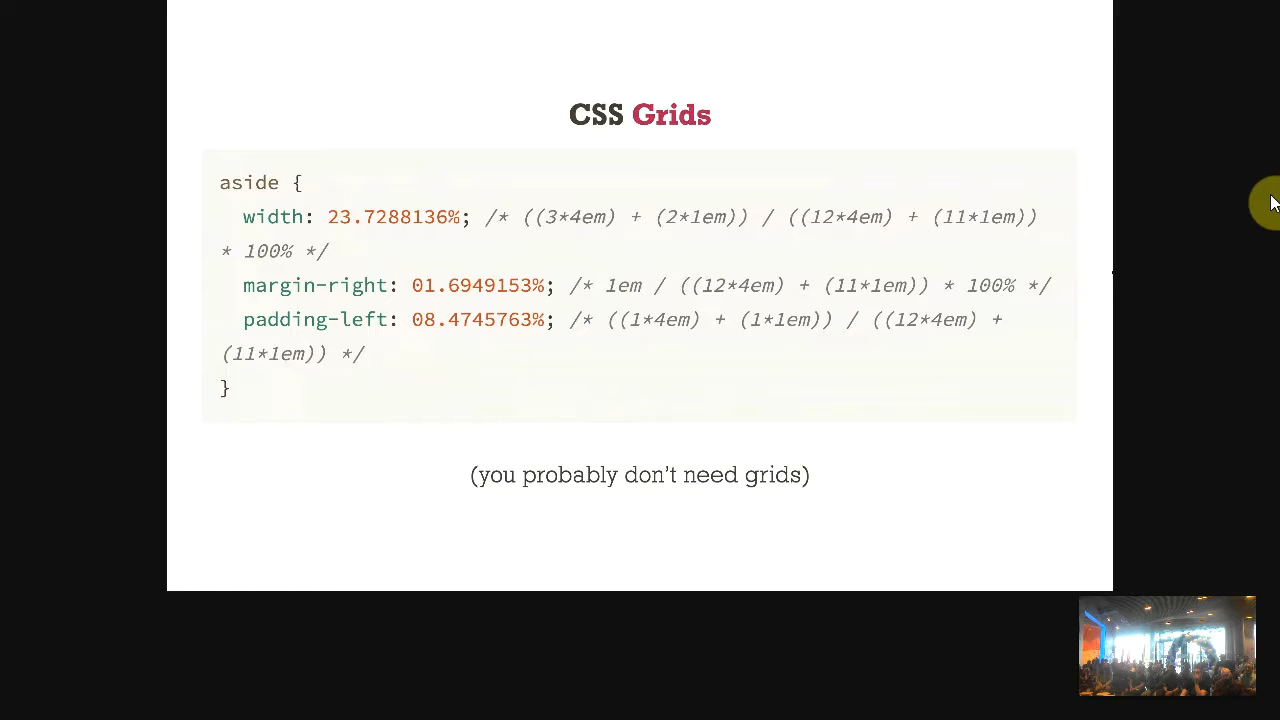 CSS Grids
aside {
width: 23.7288136%; /* ((3*4em) + (2*1em)) / ((12*4em) + (11*1em))
* 100% */
margin-right: 01.6949153%; /* 1em / ((12*4em) + (11*1em)) * 100% */
padding-left: 08.4745763%; /* ((1*4em) + (1*1em)) / ((12*4em) +
(11*1em)) */
}
(you probably don't need grids)